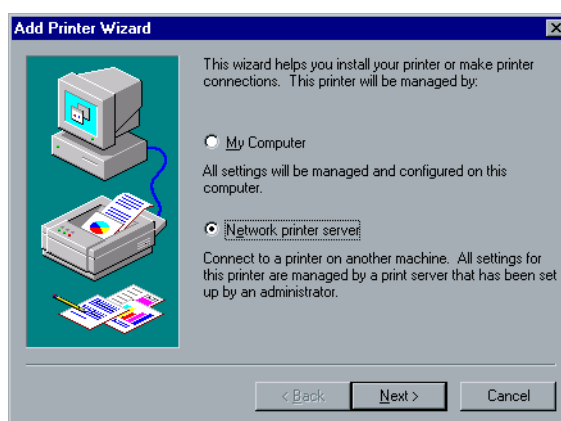 Add Printer Wizard
This wizard helps you install your printer or make printer
connections. This printer will be managed by:
My Computer
All settings will be managed and configured on this
computer.
Network printer server
Connect to a printer on another machine. All settings for
this printer are managed by a print server that has been set
up by an administrator.
< Back
Next >
Cancel